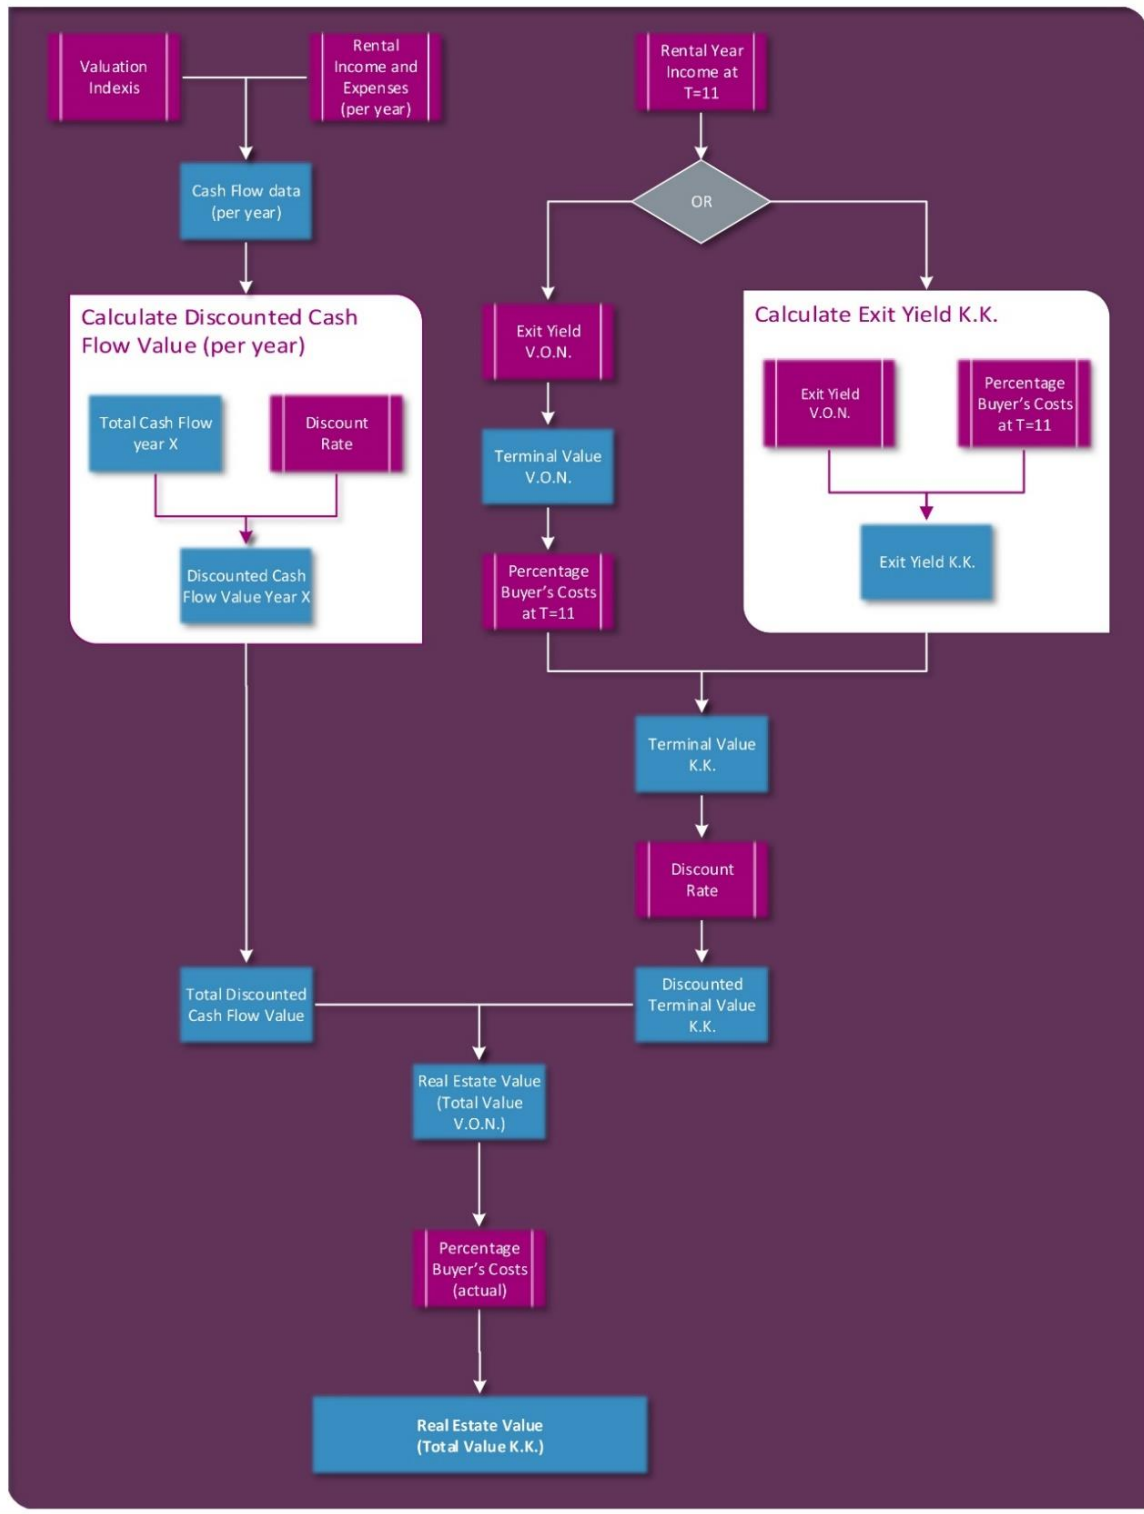 Valuation
Indexis
Rental
Income and
Expenses
(per year)
Rental Year
Income at
T=11
Cash Flow data
(per year)
OR
Calculate Discounted Cash
Flow Value (per year)
Total Cash Flow
year X
Discount
Rate
Discounted Cash
Flow Value Year X
Exit Yield
V.O.N.
Terminal Value
V.O.N.
Percentage
Buyer’s Costs
at T=11
Calculate Exit Yield K.K.
Exit Yield
V.O.N.
Percentage
Buyer’s Costs
at T=11
Exit Yield K.K.
Terminal Value
K.K.
Discount
Rate
Total Discounted
Cash Flow Value
Discounted
Terminal Value
K.K.
Real Estate Value
(Total Value
V.O.N.)
Percentage
Buyer’s Costs
(actual)
Real Estate Value
(Total Value K.K.)